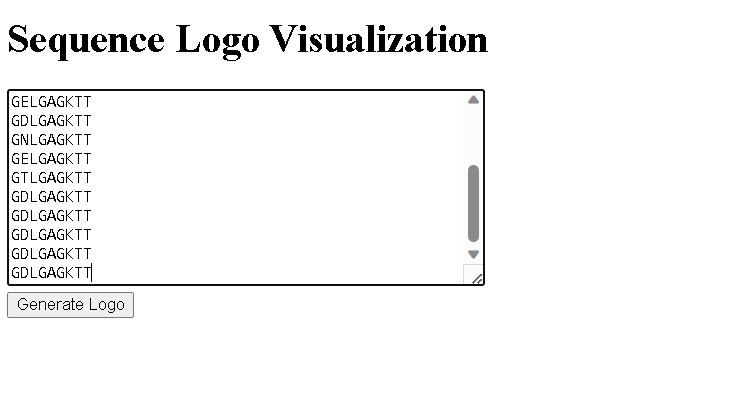 Sequence Logo Visualization
GELGAGKTT
GDLGAGKTT
GNLGAGKTT
GELGAGKTT
GTLGAGKTT
GDLGAGKTT
GDLGAGKTT
GDLGAGKTT
GDLGAGKTT
GDLGAGKTT
Generate Logo